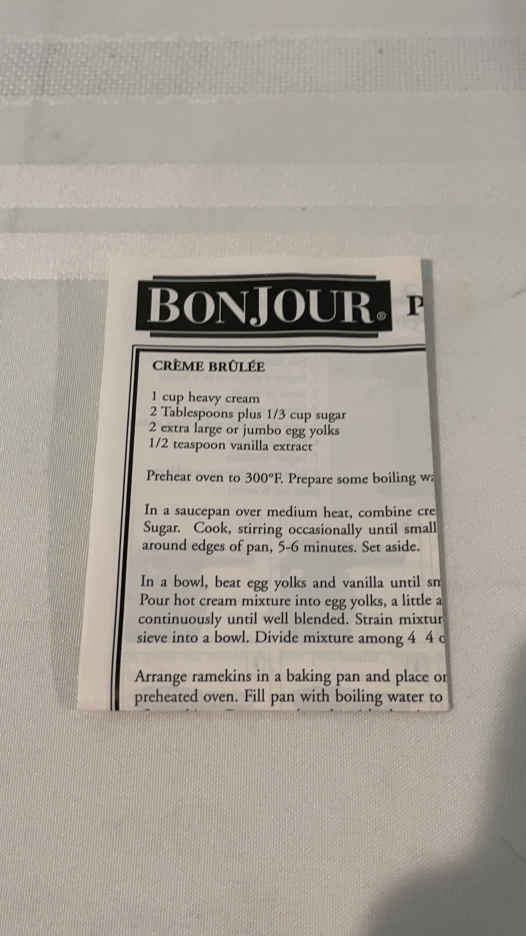 BONJOUR® P
CRÈME BRÛLÉE
1 cup heavy cream
2 Tablespoons plus 1/3 cup sugar
2 extra large or jumbo egg yolks
1/2 teaspoon vanilla extract
Preheat oven to 300°F. Prepare some boiling wa
In a saucepan over medium heat, combine cre
Sugar. Cook, stirring occasionally until small
around edges of pan, 5-6 minutes. Set aside.
In a bowl, beat egg yolks and vanilla until sm
Pour hot cream mixture into egg yolks, a little a
continuously until well blended. Strain mixtur
sieve into a bowl. Divide mixture among 4 4 o
Arrange ramekins in a baking pan and place on
preheated oven. Fill pan with boiling water to